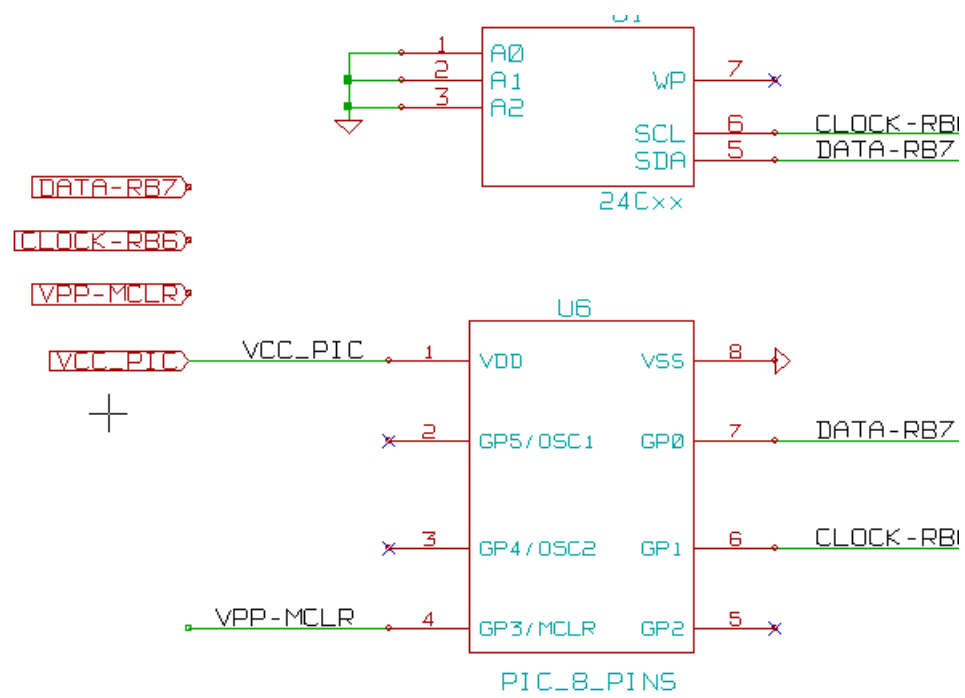 U1
1 A0
2 A1
3 A2
WP 7
SCL 6 CLOCK-RB6
SDA 5 DATA-RB7
24Cxx
DATA-RB7
CLOCK-RB6
VPP-MCLR
VCC_PIC
U6
VCC_PIC 1 VDD
VSS 8
2 GP5/OSC1
GP0 7 DATA-RB7
3 GP4/OSC2
GP1 6 CLOCK-RB6
VPP-MCLR 4 GP3/MCLR
GP2 5
PIC_8_PINS